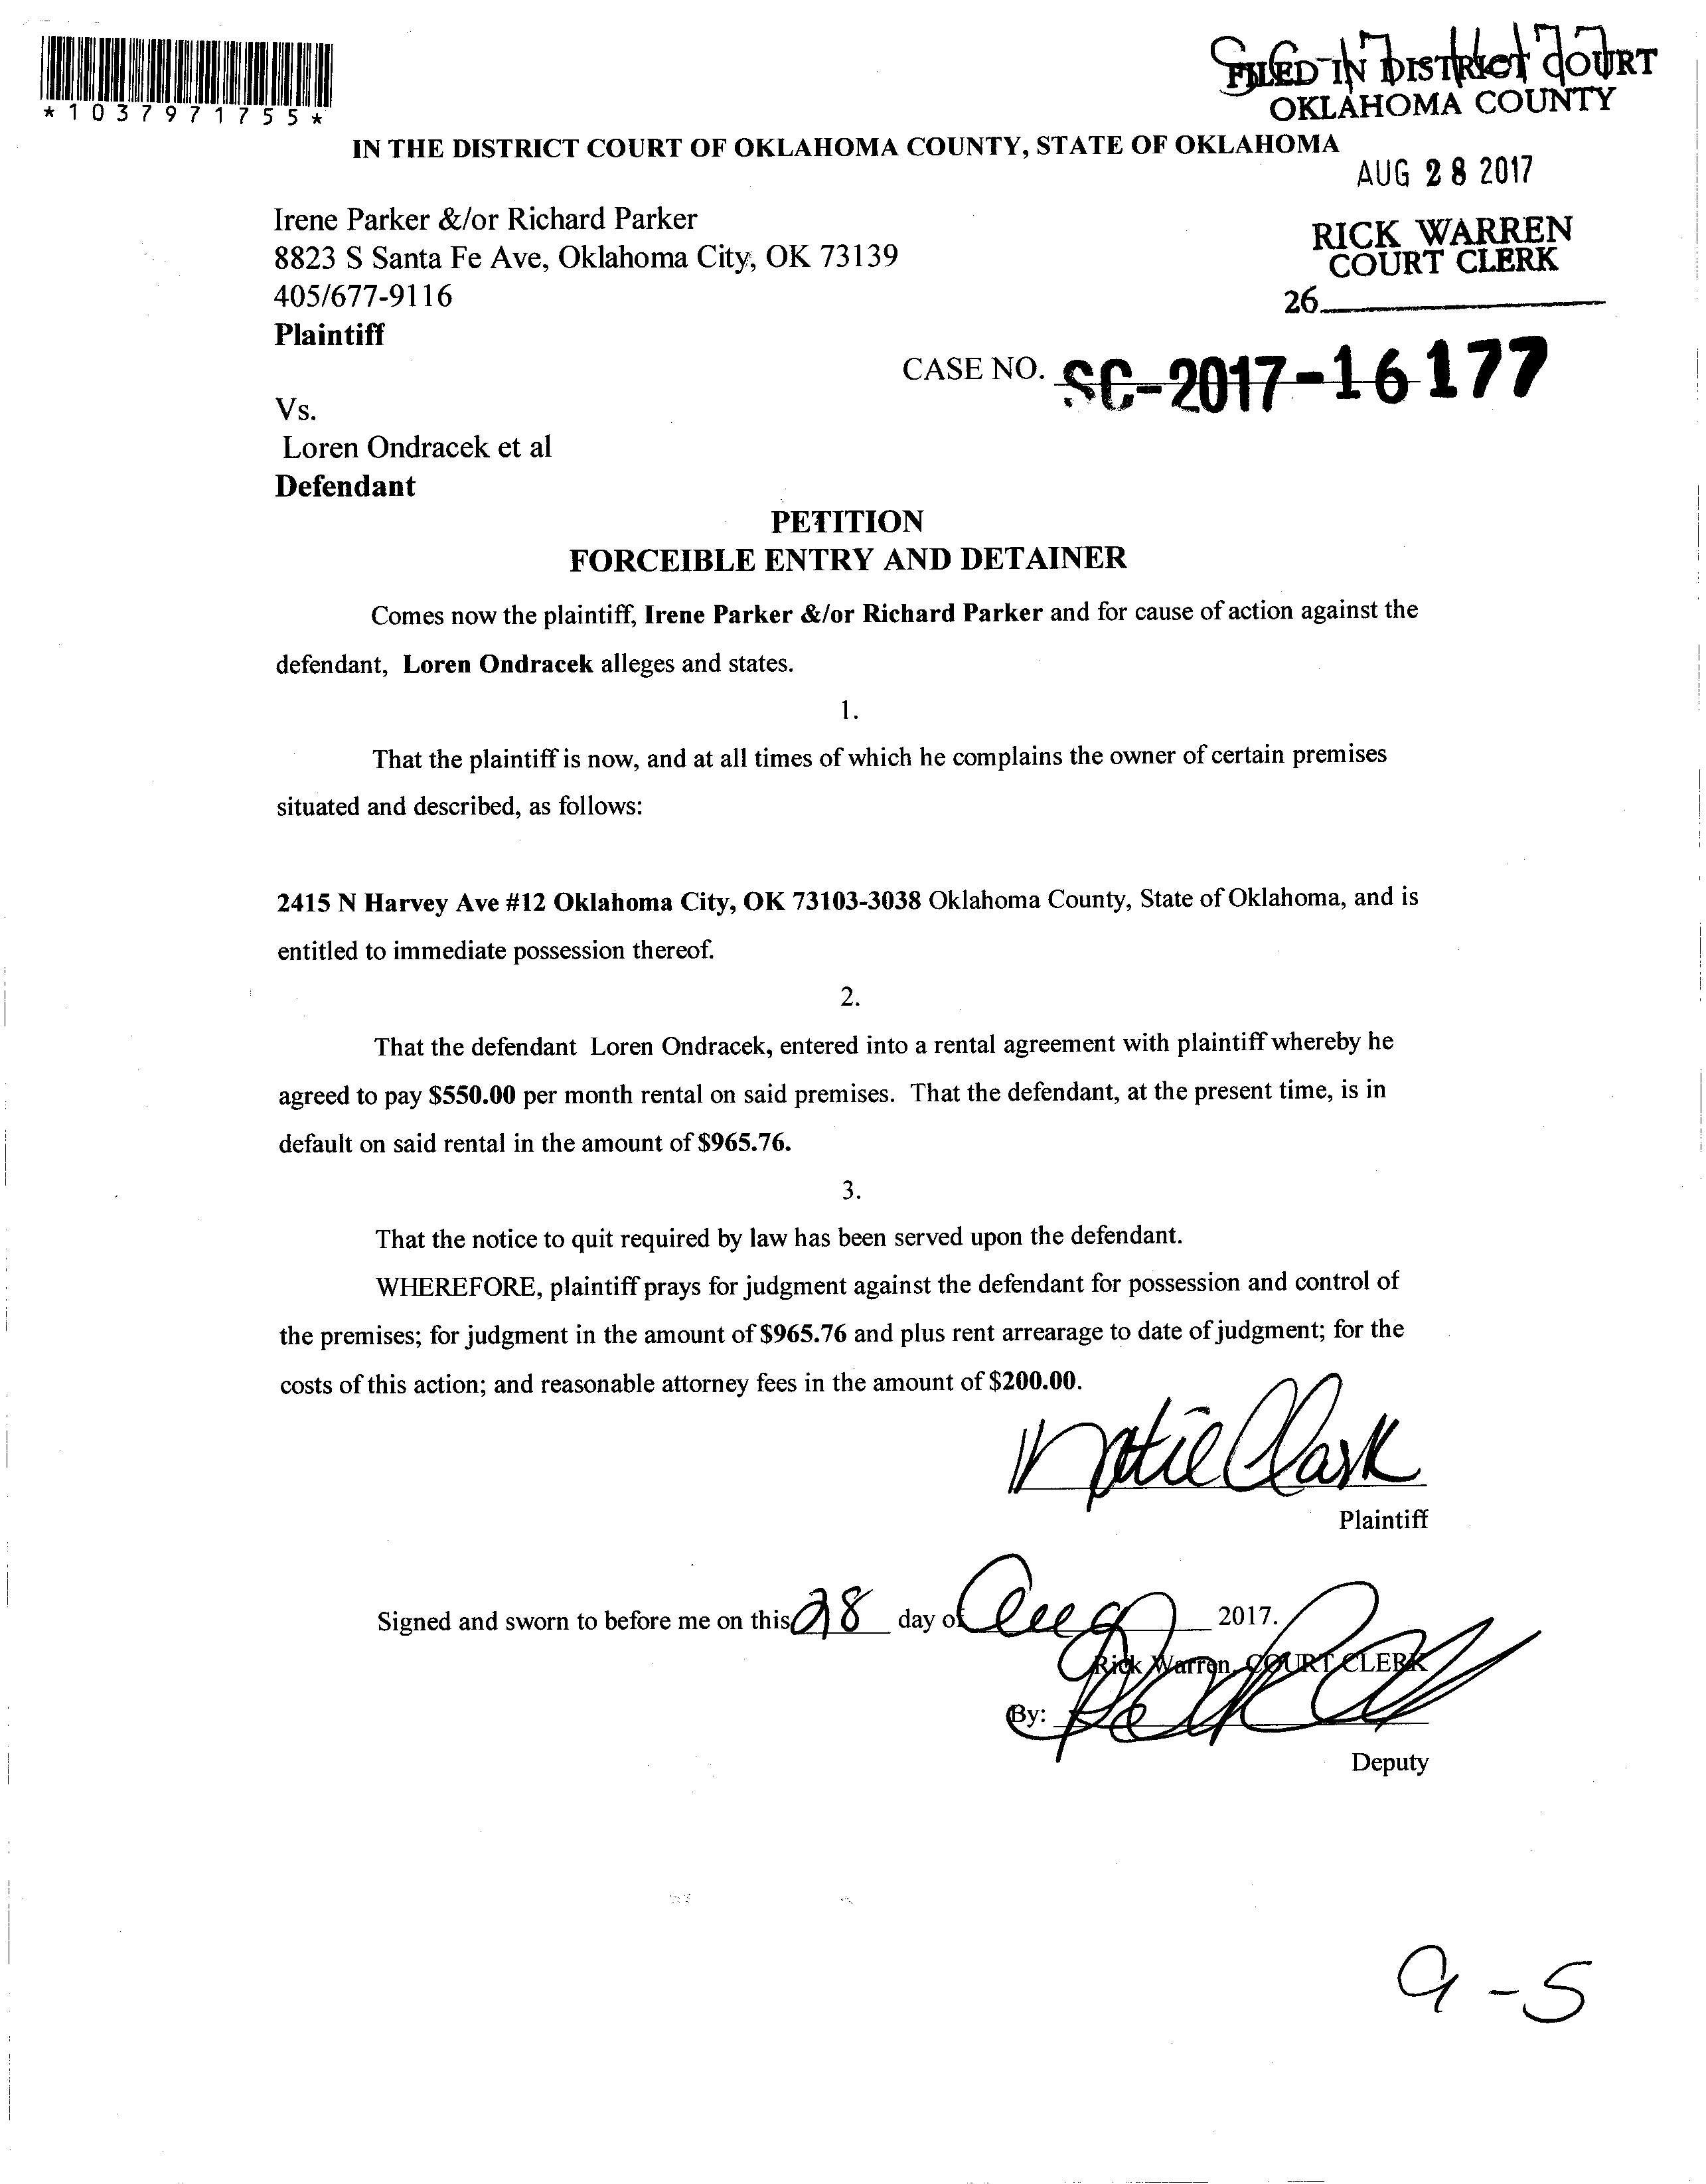 FILED IN DISTRICT COURT
OKLAHOMA COUNTY
*1037971755*
IN THE DISTRICT COURT OF OKLAHOMA COUNTY, STATE OF OKLAHOMA
AUG 28 2017
Irene Parker &/or Richard Parker
8823 S Santa Fe Ave, Oklahoma City, OK 73139
405/677-9116
Plaintiff
RICK WARREN
COURT CLERK
26
CASE NO. SC-2017-16177
Vs.
Loren Ondracek et al
Defendant
PETITION
FORCEIBLE ENTRY AND DETAINER
Comes now the plaintiff, Irene Parker &/or Richard Parker and for cause of action against the
defendant, Loren Ondracek alleges and states.
1.
That the plaintiff is now, and at all times of which he complains the owner of certain premises
situated and described, as follows:
2415 N Harvey Ave #12 Oklahoma City, OK 73103-3038 Oklahoma County, State of Oklahoma, and is
entitled to immediate possession thereof.
2.
That the defendant Loren Ondracek, entered into a rental agreement with plaintiff whereby he
agreed to pay $550.00 per month rental on said premises. That the defendant, at the present time, is in
default on said rental in the amount of $965.76.
3.
That the notice to quit required by law has been served upon the defendant.
WHEREFORE, plaintiff prays for judgment against the defendant for possession and control of
the premises; for judgment in the amount of $965.76 and plus rent arrearage to date of judgment; for the
costs of this action; and reasonable attorney fees in the amount of $200.00.
Clark
Plaintiff
Signed and sworn to before me on this 28 day of Aug 2017.
Rick Warren, COURT CLERK
By:
Deputy
9-5